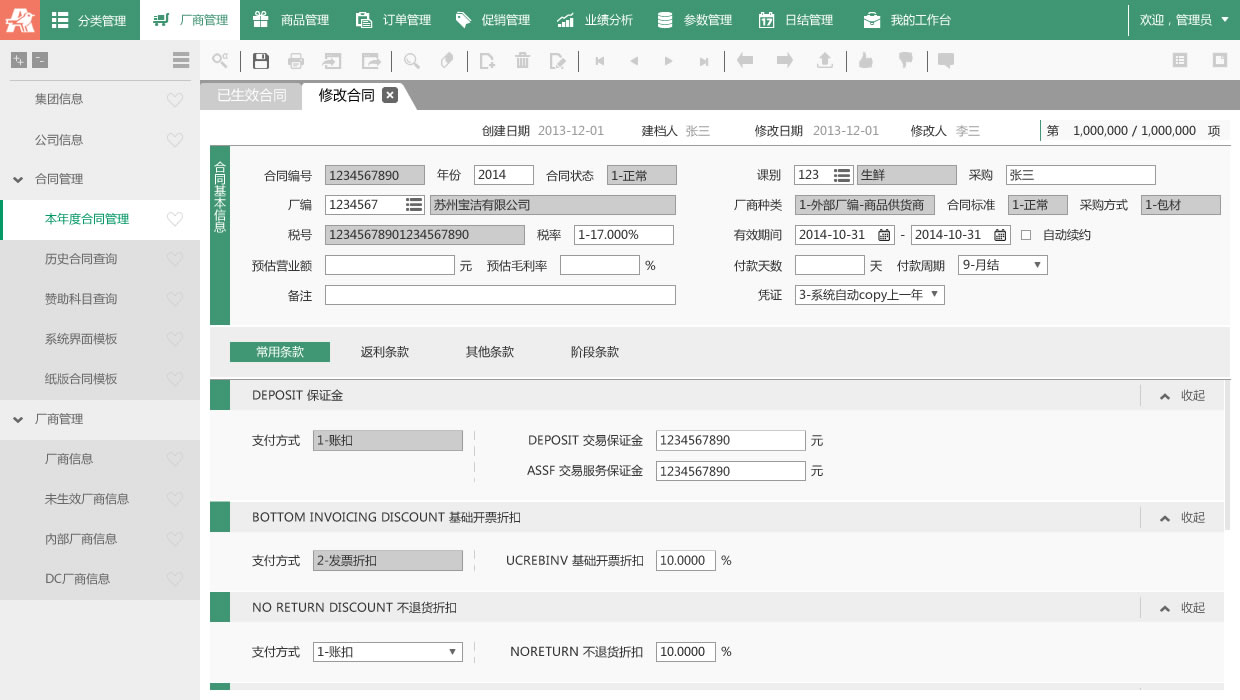 分类管理 厂商管理 商品管理 订单管理 促销管理 业绩分析 参数管理 日结管理 我的工作台 欢迎，管理员
集团信息
公司信息
合同管理
本年度合同管理
历史合同查询
赞助科目查询
系统界面模板
纸版合同模板
厂商管理
厂商信息
未生效厂商信息
内部厂商信息
DC厂商信息
已生效合同 修改合同
创建日期 2013-12-01 建档人 张三 修改日期 2013-12-01 修改人 李三 第 1,000,000 / 1,000,000 项
合同基本信息
合同编号 1234567890 年份 2014 合同状态 1-正常 课别 123 生鲜 采购 张三
厂编 1234567 苏州宝洁有限公司 厂商种类 1-外部厂编-商品供货商 合同标准 1-正常 采购方式 1-包材
税号 12345678901234567890 税率 1-17.000% 有效期间 2014-10-31 - 2014-10-31 自动续约
预估营业额 元 预估毛利率 % 付款天数 天 付款周期 9-月结
备注 凭证 3-系统自动copy上一年
常用条款 返利条款 其他条款 阶段条款
DEPOSIT 保证金 收起
支付方式 1-账扣 DEPOSIT 交易保证金 1234567890 元
ASSF 交易服务保证金 1234567890 元
BOTTOM INVOICING DISCOUNT 基础开票折扣 收起
支付方式 2-发票折扣 UCREBINV 基础开票折扣 10.0000 %
NO RETURN DISCOUNT 不退货折扣 收起
支付方式 1-账扣 NORETURN 不退货折扣 10.0000 %